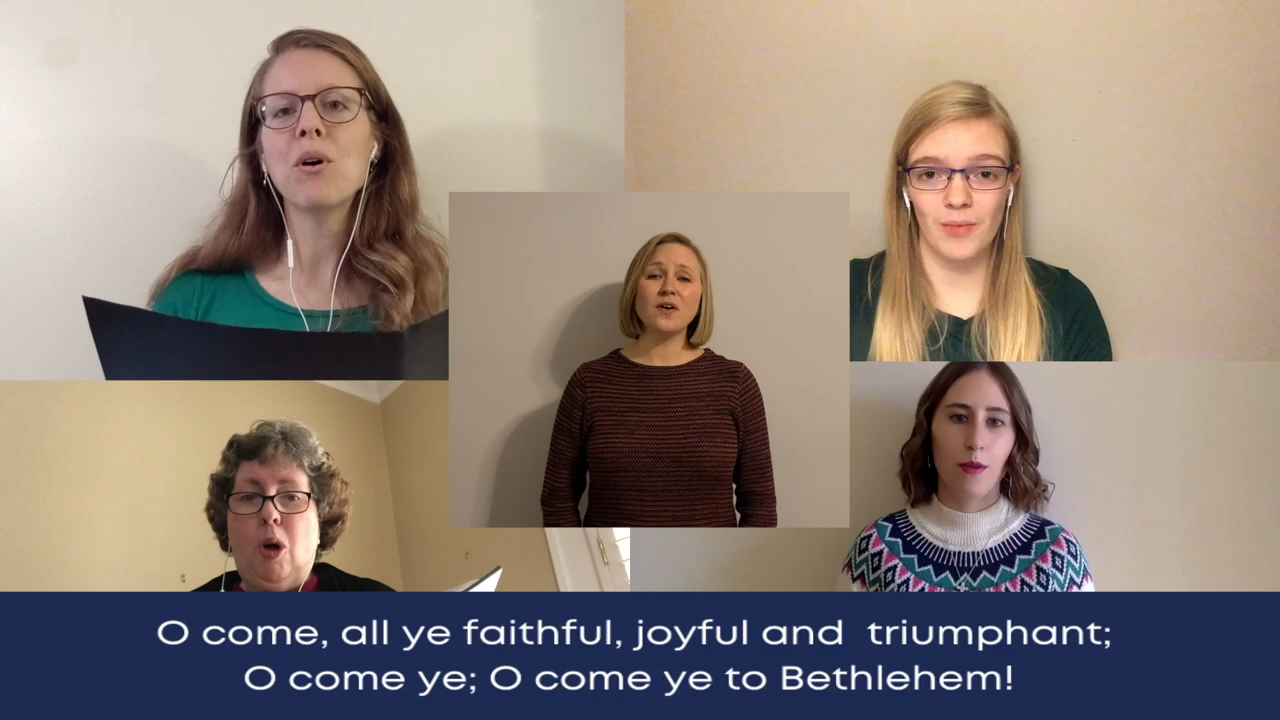 O come, all ye faithful, joyful and triumphant;
O come ye; O come ye to Bethlehem!